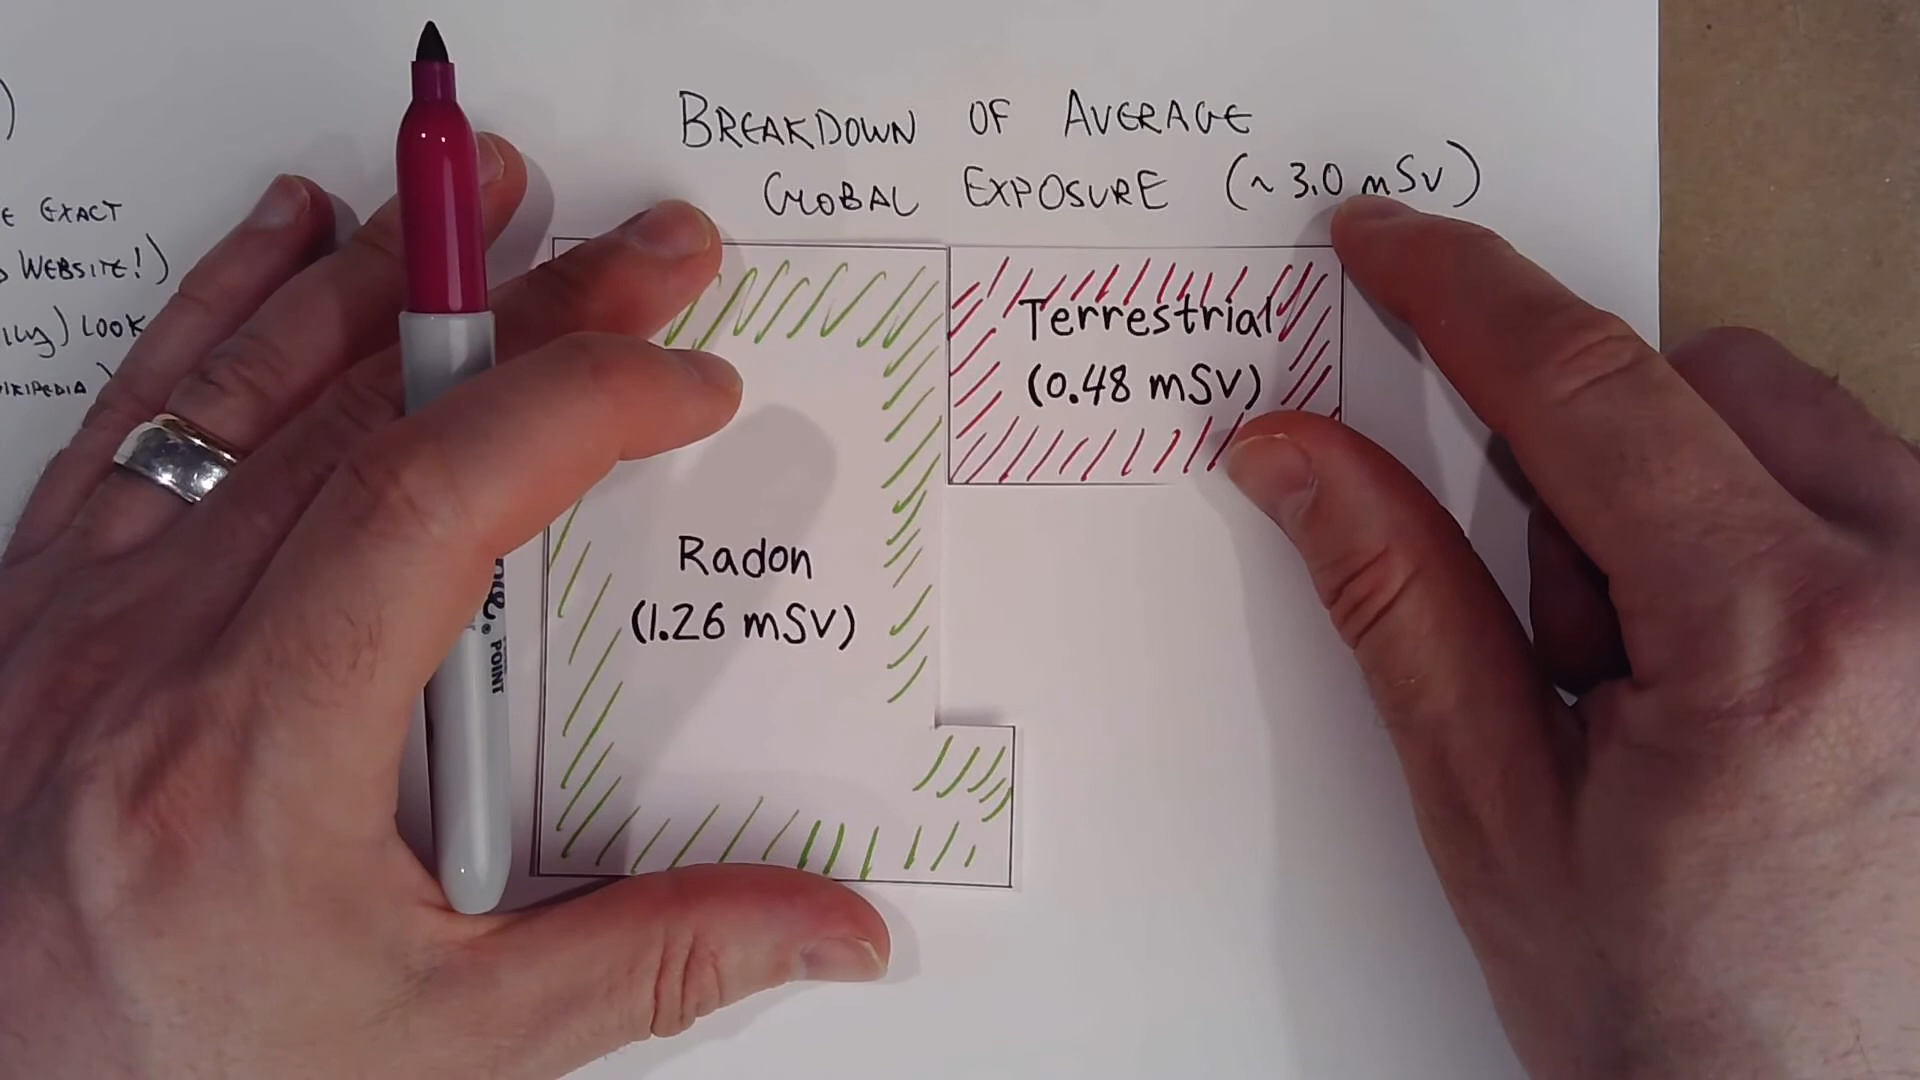 BREAKDOWN OF AVERAGE
GLOBAL EXPOSURE (~ 3.0 mSv)
EXACT
WEBSITE!)
LOOK
Terrestrial
(0.48 mSV)
Radon
(1.26 mSV)
POINT